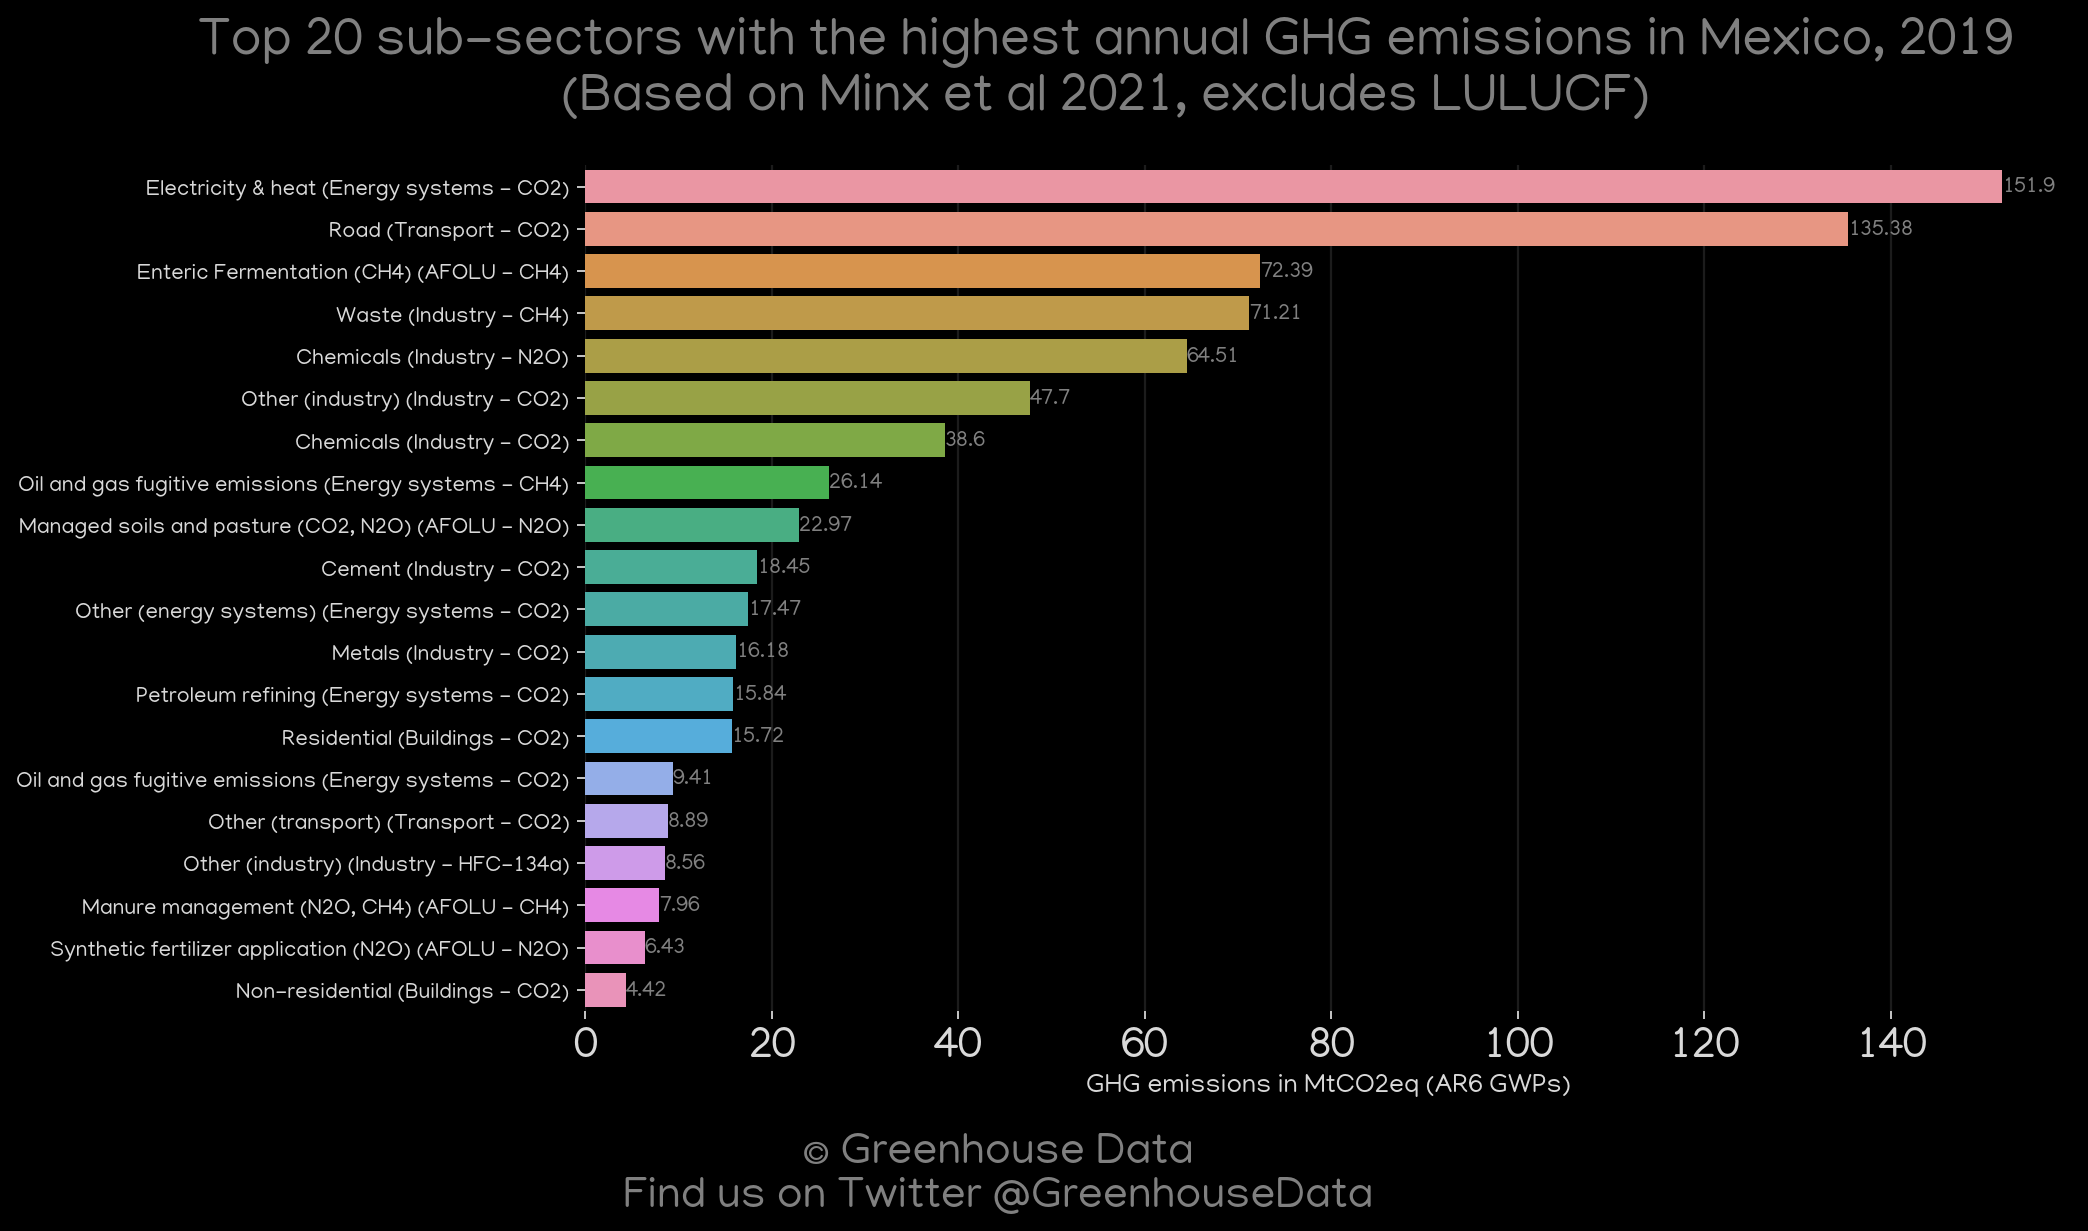 Top 20 sub-sectors with the highest annual GHG emissions in Mexico, 2019
(Based on Minx et al 2021, excludes LULUCF)
Electricity & heat (Energy systems - CO2) 151.9
Road (Transport - CO2) 135.38
Enteric Fermentation (CH4) (AFOLU - CH4) 72.39
Waste (Industry - CH4) 71.21
Chemicals (Industry - N2O) 64.51
Other (industry) (Industry - CO2) 47.7
Chemicals (Industry - CO2) 38.6
Oil and gas fugitive emissions (Energy systems - CH4) 26.14
Managed soils and pasture (CO2, N2O) (AFOLU - N2O) 22.97
Cement (Industry - CO2) 18.45
Other (energy systems) (Energy systems - CO2) 17.47
Metals (Industry - CO2) 16.18
Petroleum refining (Energy systems - CO2) 15.84
Residential (Buildings - CO2) 15.72
Oil and gas fugitive emissions (Energy systems - CO2) 9.41
Other (transport) (Transport - CO2) 8.89
Other (industry) (Industry - HFC-134a) 8.56
Manure management (N2O, CH4) (AFOLU - CH4) 7.96
Synthetic fertilizer application (N2O) (AFOLU - N2O) 6.43
Non-residential (Buildings - CO2) 4.42
0 20 40 60 80 100 120 140
GHG emissions in MtCO2eq (AR6 GWPs)
© Greenhouse Data
Find us on Twitter @GreenhouseData